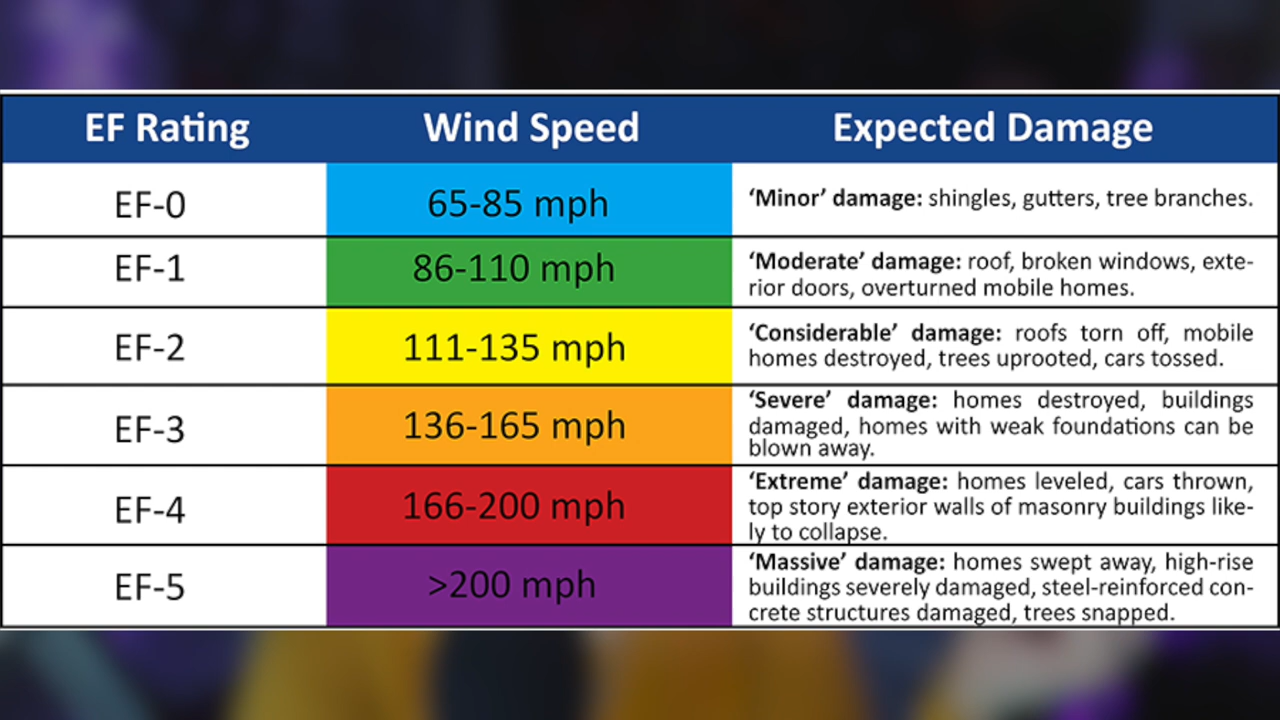 EF Rating Wind Speed Expected Damage
EF-0 65-85 mph ‘Minor’ damage: shingles, gutters, tree branches.
EF-1 86-110 mph ‘Moderate’ damage: roof, broken windows, exte-
rior doors, overturned mobile homes.
EF-2 111-135 mph ‘Considerable’ damage: roofs torn off, mobile
homes destroyed, trees uprooted, cars tossed.
EF-3 136-165 mph ‘Severe’ damage: homes destroyed, buildings
damaged, homes with weak foundations can be
blown away.
EF-4 166-200 mph ‘Extreme’ damage: homes leveled, cars thrown,
top story exterior walls of masonry buildings like-
ly to collapse.
EF-5 >200 mph ‘Massive’ damage: homes swept away, high-rise
buildings severely damaged, steel-reinforced con-
crete structures damaged, trees snapped.